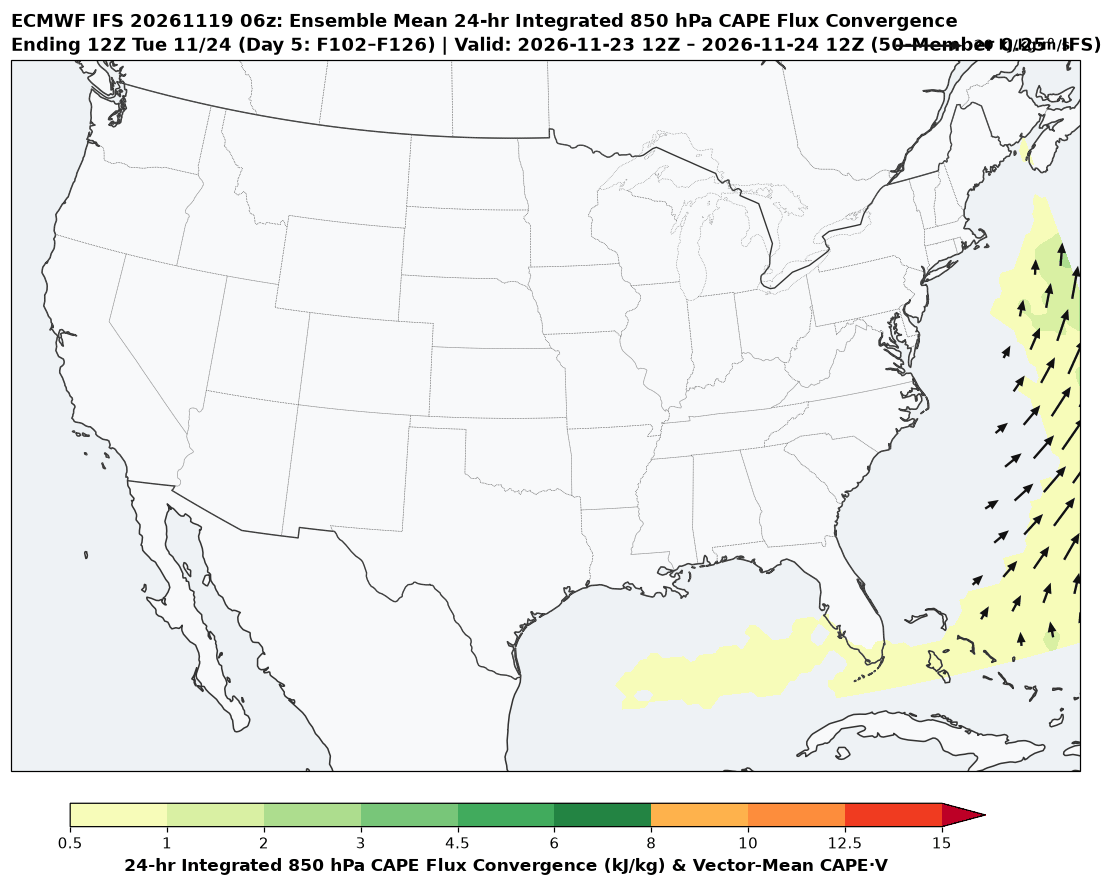 ECMWF IFS 20261119 06z: Ensemble Mean 24-hr Integrated 850 hPa CAPE Flux Convergence
Ending 12Z Tue 11/24 (Day 5: F102–F126) | Valid: 2026-11-23 12Z – 2026-11-24 12Z (50-Member 0.25° IFS)
0.5 1 2 3 4.5 6 8 10 12.5 15
24-hr Integrated 850 hPa CAPE Flux Convergence (kJ/kg) & Vector-Mean CAPE·V